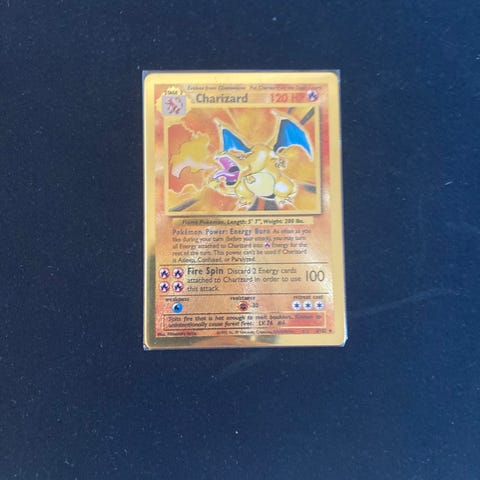 Evolves from Charmeleon Put Charizard on the Stage 1 card
STAGE 2
Charizard 120 HP
Flame Pokémon. Length: 5' 7", Weight: 200 lbs.
Pokémon Power: Energy Burn As often as you
like during your turn (before your attack), you may turn
all Energy attached to Charizard into Energy for the
rest of the turn. This power can't be used if Charizard
is Asleep, Confused, or Paralyzed.
Fire Spin Discard 2 Energy cards
attached to Charizard in order to use
this attack.
100
weakness resistance retreat cost
-30
Spits fire that is hot enough to melt boulders. Known to
unintentionally cause forest fires. LV. 76 #6